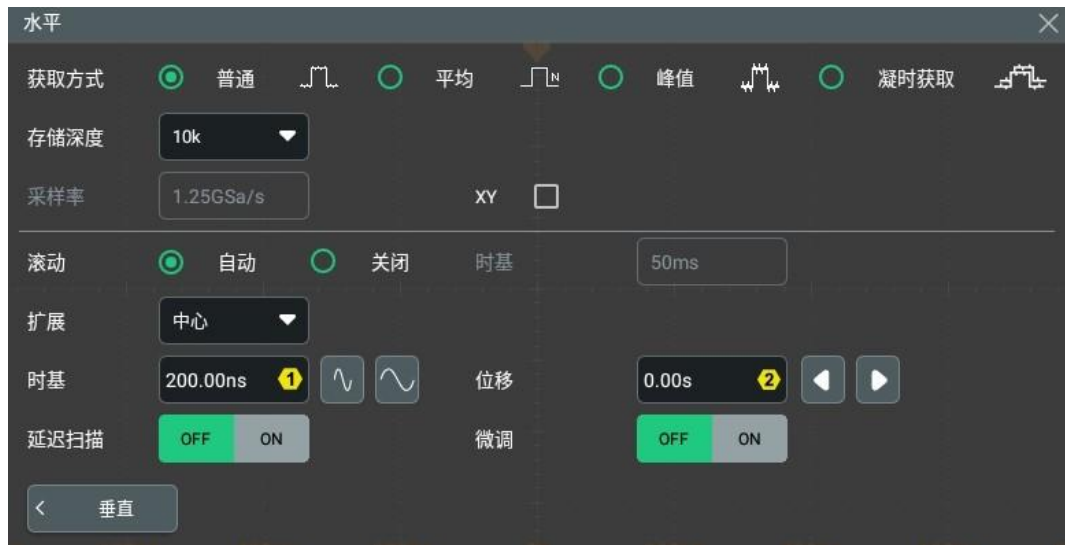 水平
获取方式 普通 平均 N 峰值 凝时获取
存储深度 10k
采样率 1.25GSa/s XY
滚动 自动 关闭 时基 50ms
扩展 中心
时基 200.00ns 1 位移 0.00s 2
延迟扫描 OFF ON 微调 OFF ON
< 垂直